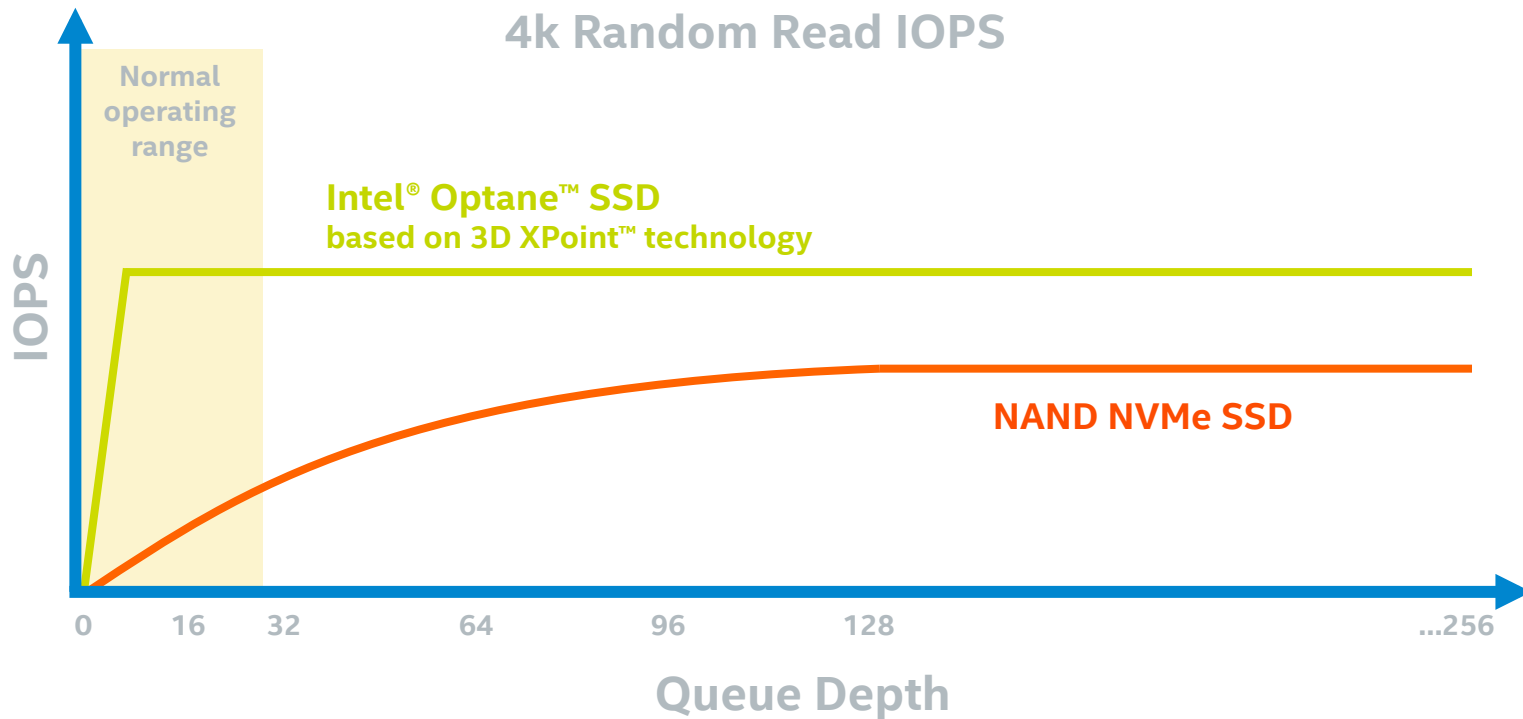 4k Random Read IOPS
Normal
operating
range
Intel® Optane™ SSD
based on 3D XPoint™ technology
IOPS
NAND NVMe SSD
0 16 32 64 96 128 ...256
Queue Depth